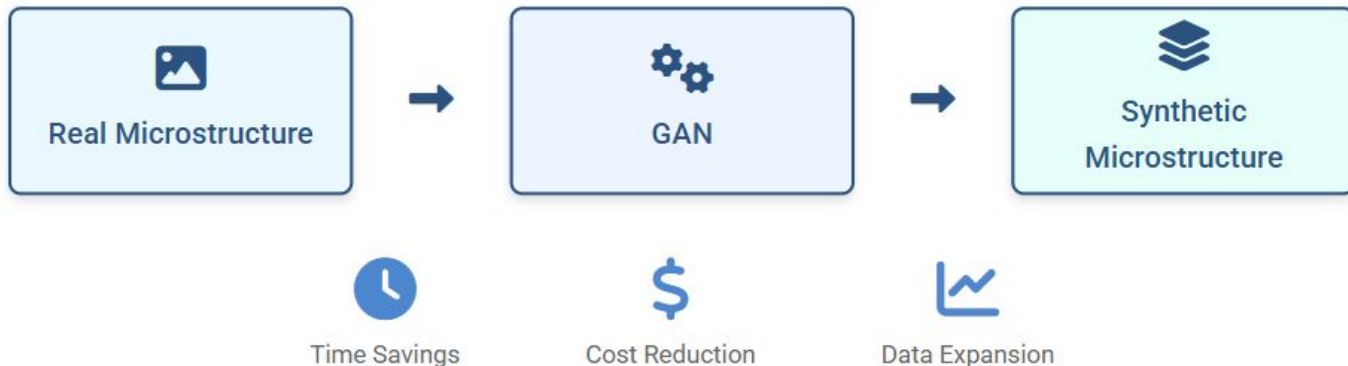 Real Microstructure
GAN
Synthetic
Microstructure
Time Savings
Cost Reduction
Data Expansion